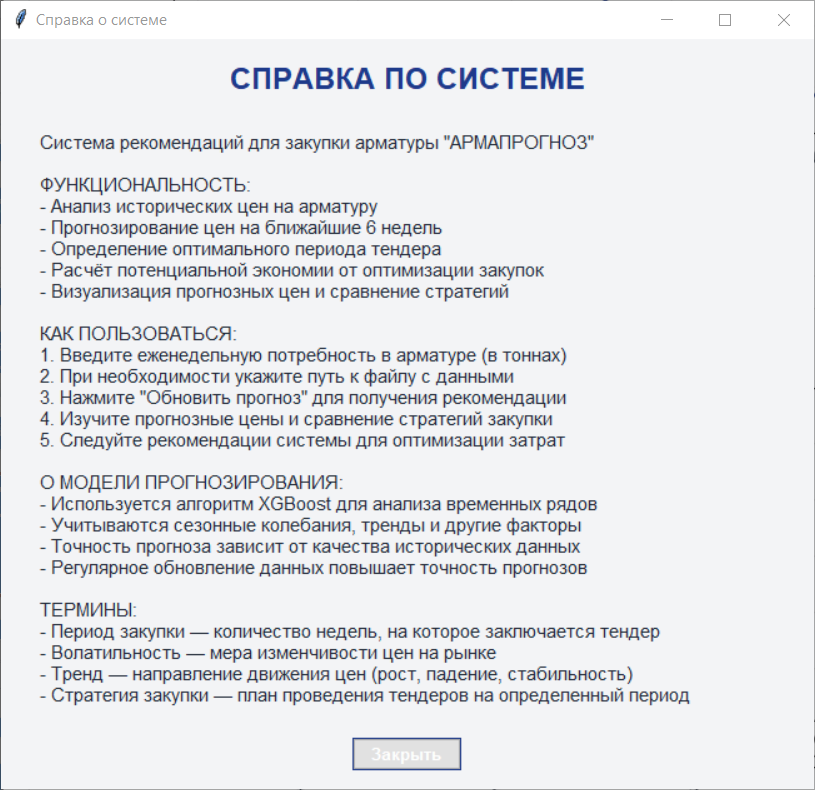 Справка о системе
СПРАВКА ПО СИСТЕМЕ
Система рекомендаций для закупки арматуры "АРМАПРОГНОЗ"
ФУНКЦИОНАЛЬНОСТЬ:
- Анализ исторических цен на арматуру
- Прогнозирование цен на ближайшие 6 недель
- Определение оптимального периода тендера
- Расчёт потенциальной экономии от оптимизации закупок
- Визуализация прогнозных цен и сравнение стратегий
КАК ПОЛЬЗОВАТЬСЯ:
1. Введите еженедельную потребность в арматуре (в тоннах)
2. При необходимости укажите путь к файлу с данными
3. Нажмите "Обновить прогноз" для получения рекомендации
4. Изучите прогнозные цены и сравнение стратегий закупки
5. Следуйте рекомендации системы для оптимизации затрат
О МОДЕЛИ ПРОГНОЗИРОВАНИЯ:
- Используется алгоритм XGBoost для анализа временных рядов
- Учитываются сезонные колебания, тренды и другие факторы
- Точность прогноза зависит от качества исторических данных
- Регулярное обновление данных повышает точность прогнозов
ТЕРМИНЫ:
- Период закупки — количество недель, на которое заключается тендер
- Волатильность — мера изменчивости цен на рынке
- Тренд — направление движения цен (рост, падение, стабильность)
- Стратегия закупки — план проведения тендеров на определенный период
Закрыть